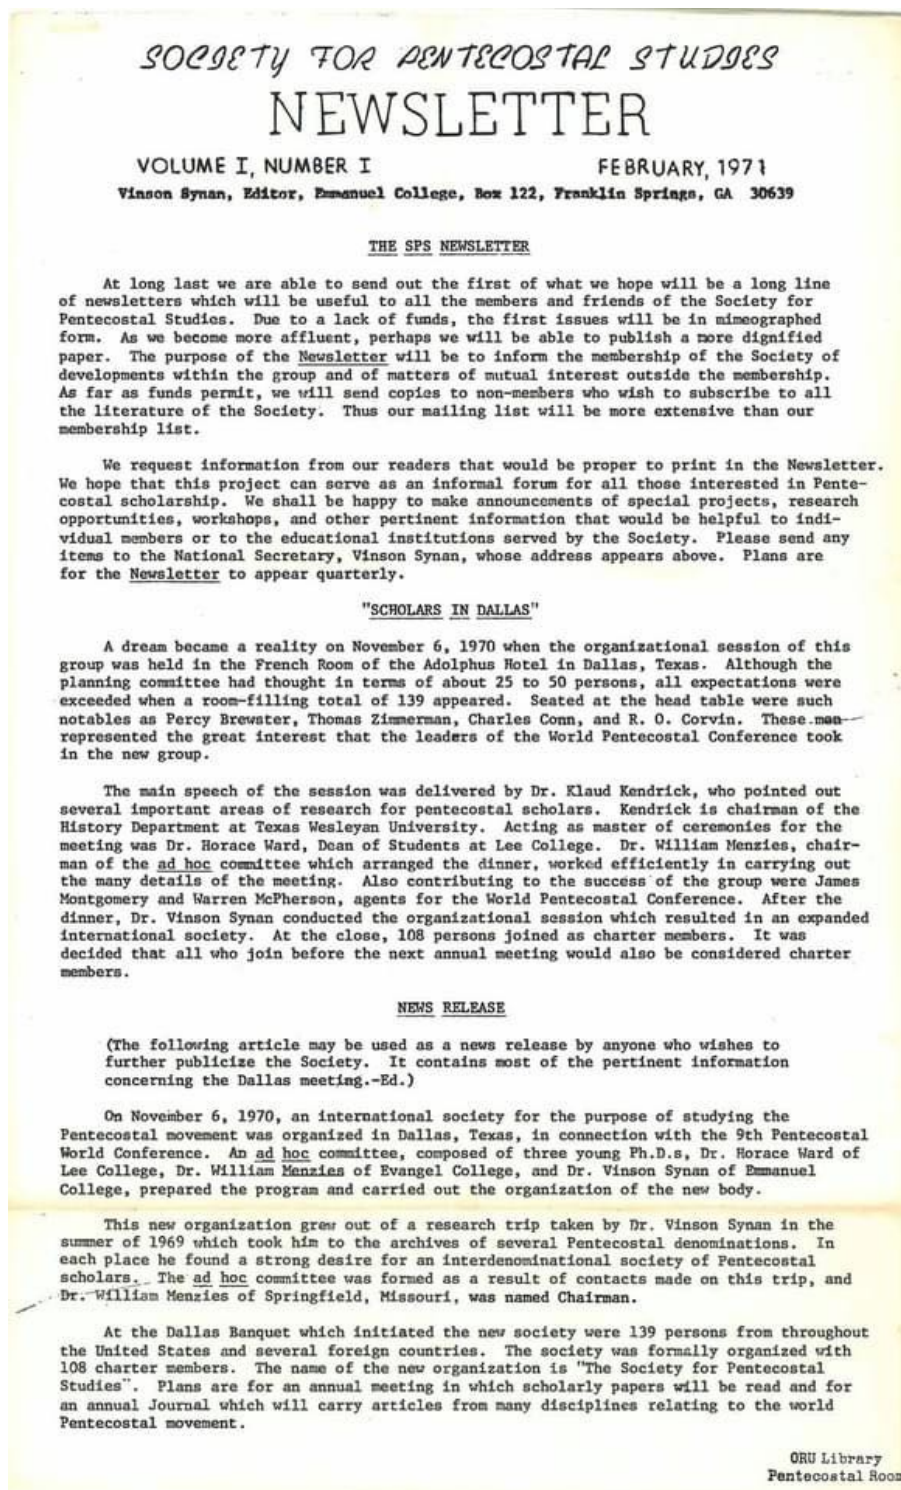 SOCIETY FOR PENTECOSTAL STUDIES
NEWSLETTER
VOLUME I, NUMBER I FEBRUARY, 1971
Vinson Synan, Editor, Emmanuel College, Box 122, Franklin Springs, GA 30639
THE SPS NEWSLETTER
At long last we are able to send out the first of what we hope will be a long line
of newsletters which will be useful to all the members and friends of the Society for
Pentecostal Studies. Due to a lack of funds, the first issues will be in mimeographed
form. As we become more affluent, perhaps we will be able to publish a more dignified
paper. The purpose of the Newsletter will be to inform the membership of the Society of
developments within the group and of matters of mutual interest outside the membership.
As far as funds permit, we will send copies to non-members who wish to subscribe to all
the literature of the Society. Thus our mailing list will be more extensive than our
membership list.
We request information from our readers that would be proper to print in the Newsletter.
We hope that this project can serve as an informal forum for all those interested in Pente-
costal scholarship. We shall be happy to make announcements of special projects, research
opportunities, workshops, and other pertinent information that would be helpful to indi-
vidual members or to the educational institutions served by the Society. Please send any
items to the National Secretary, Vinson Synan, whose address appears above. Plans are
for the Newsletter to appear quarterly.
"SCHOLARS IN DALLAS"
A dream became a reality on November 6, 1970 when the organizational session of this
group was held in the French Room of the Adolphus Hotel in Dallas, Texas. Although the
planning committee had thought in terms of about 25 to 50 persons, all expectations were
exceeded when a room-filling total of 139 appeared. Seated at the head table were such
notables as Percy Brewster, Thomas Zimmerman, Charles Conn, and R. O. Corvin. These men
represented the great interest that the leaders of the World Pentecostal Conference took
in the new group.
The main speech of the session was delivered by Dr. Klaud Kendrick, who pointed out
several important areas of research for pentecostal scholars. Kendrick is chairman of the
History Department at Texas Wesleyan University. Acting as master of ceremonies for the
meeting was Dr. Horace Ward, Dean of Students at Lee College. Dr. William Menzies, chair-
man of the ad hoc committee which arranged the dinner, worked efficiently in carrying out
the many details of the meeting. Also contributing to the success of the group were James
Montgomery and Warren McPherson, agents for the World Pentecostal Conference. After the
dinner, Dr. Vinson Synan conducted the organizational session which resulted in an expanded
international society. At the close, 108 persons joined as charter members. It was
decided that all who join before the next annual meeting would also be considered charter
members.
NEWS RELEASE
(The following article may be used as a news release by anyone who wishes to
further publicize the Society. It contains most of the pertinent information
concerning the Dallas meeting.-Ed.)
On November 6, 1970, an international society for the purpose of studying the
Pentecostal movement was organized in Dallas, Texas, in connection with the 9th Pentecostal
World Conference. An ad hoc committee, composed of three young Ph.D.s, Dr. Horace Ward of
Lee College, Dr. William Menzies of Evangel College, and Dr. Vinson Synan of Emmanuel
College, prepared the program and carried out the organization of the new body.
This new organization grew out of a research trip taken by Dr. Vinson Synan in the
summer of 1969 which took him to the archives of several Pentecostal denominations. In
each place he found a strong desire for an interdenominational society of Pentecostal
scholars. The ad hoc committee was formed as a result of contacts made on this trip, and
Dr. William Menzies of Springfield, Missouri, was named Chairman.
At the Dallas Banquet which initiated the new society were 139 persons from throughout
the United States and several foreign countries. The society was formally organized with
108 charter members. The name of the new organization is "The Society for Pentecostal
Studies". Plans are for an annual meeting in which scholarly papers will be read and for
an annual Journal which will carry articles from many disciplines relating to the world
Pentecostal movement.
ORU Library
Pentecostal Room